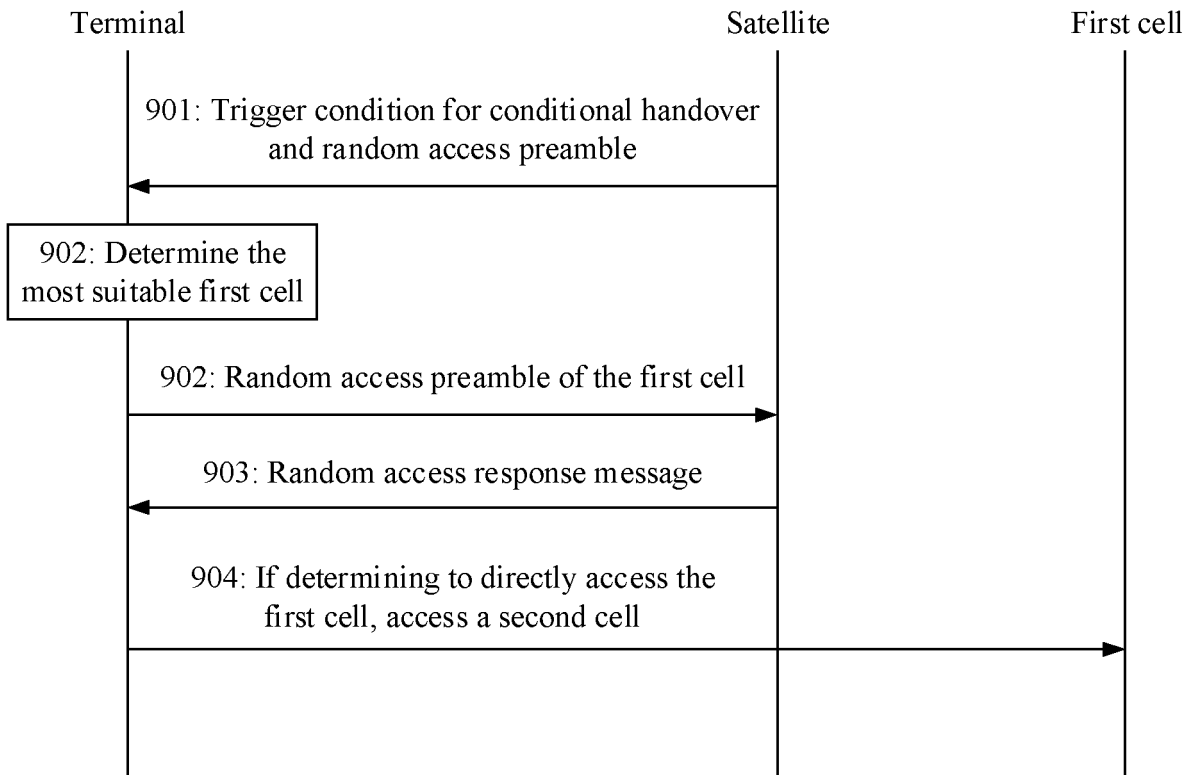 Terminal
Satellite
First cell
901: Trigger condition for conditional handover
and random access preamble
902: Determine the
most suitable first cell
902: Random access preamble of the first cell
903: Random access response message
904: If determining to directly access the
first cell, access a second cell